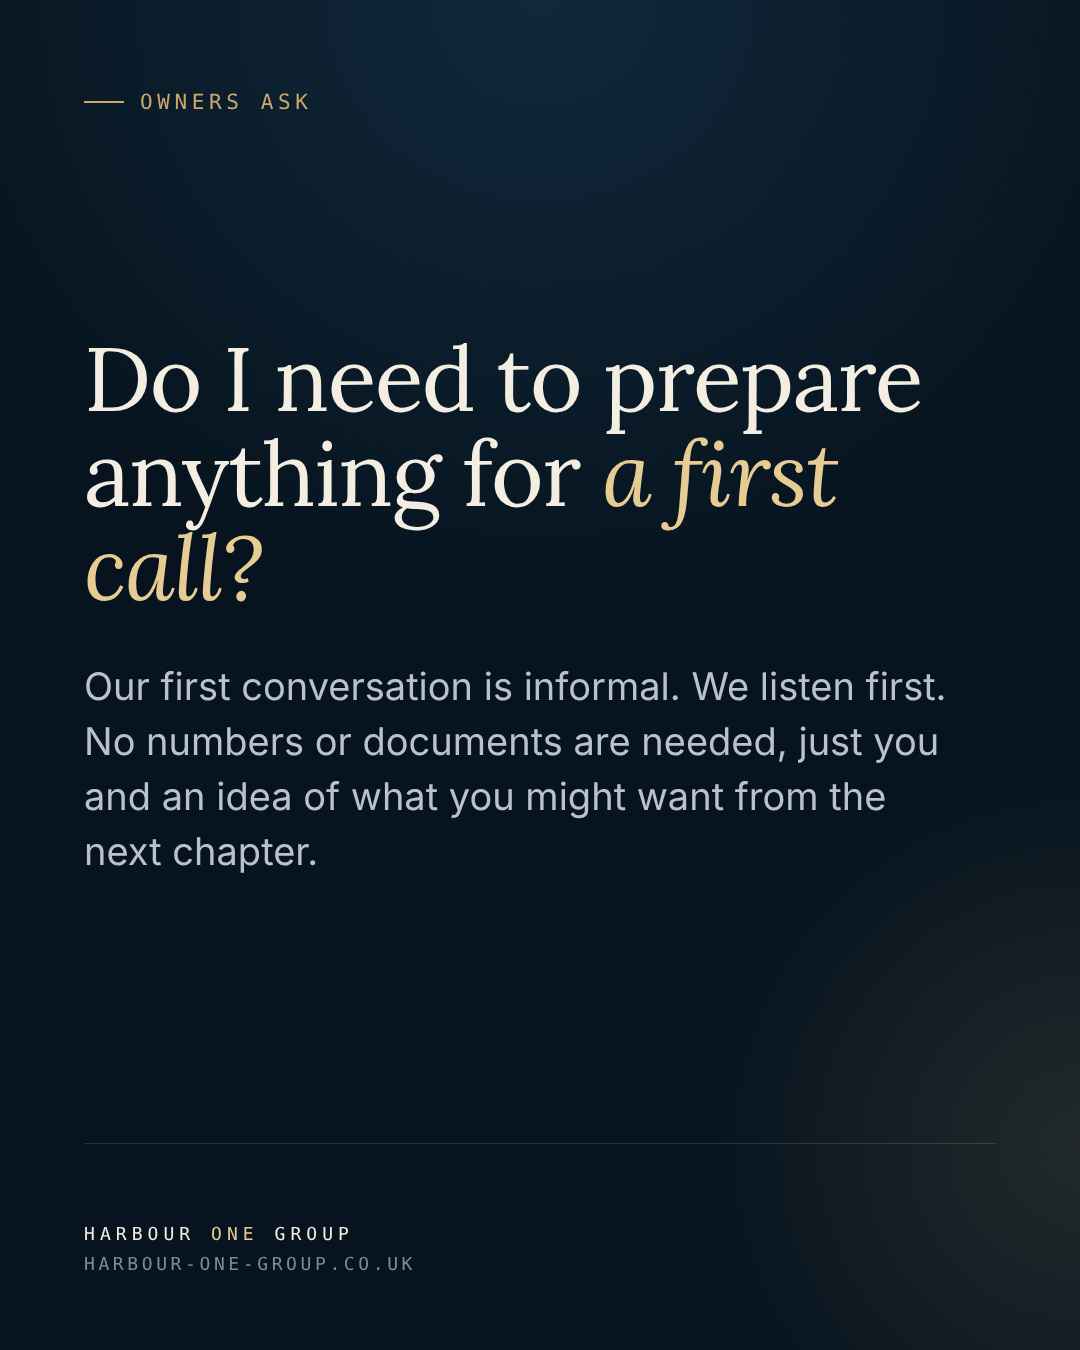 OWNERS ASK
Do I need to prepare
anything for a first
call?
Our first conversation is informal. We listen first.
No numbers or documents are needed, just you
and an idea of what you might want from the
next chapter.
HARBOUR ONE GROUP
HARBOUR-ONE-GROUP.CO.UK